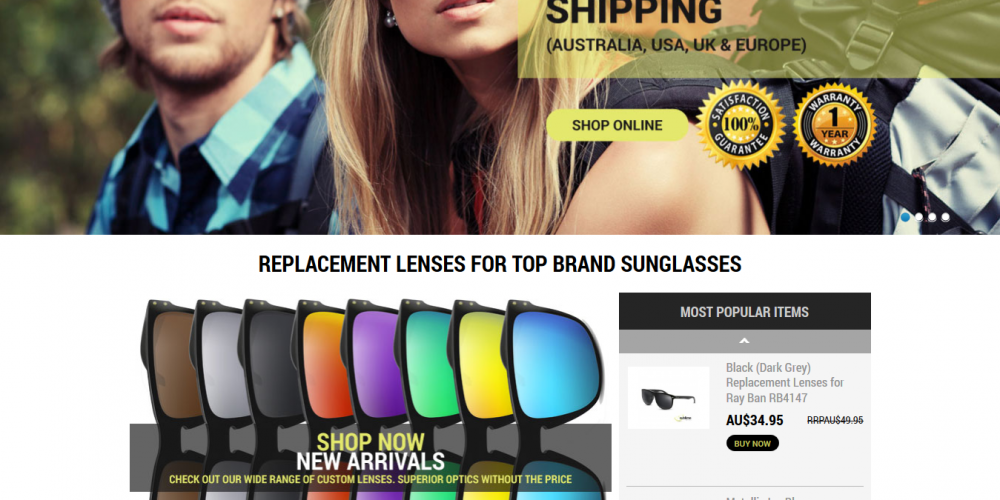 SHIPPING
(AUSTRALIA, USA, UK & EUROPE)
SHOP ONLINE
SATISFACTION
100%
GUARANTEE
WARRANTY
1
YEAR
WARRANTY
REPLACEMENT LENSES FOR TOP BRAND SUNGLASSES
SHOP NOW
NEW ARRIVALS
CHECK OUT OUR WIDE RANGE OF CUSTOM LENSES. SUPERIOR OPTICS WITHOUT THE PRICE
MOST POPULAR ITEMS
Black (Dark Grey)
Replacement Lenses for
Ray Ban RB4147
AU$34.95 RRPAU$49.95
BUY NOW